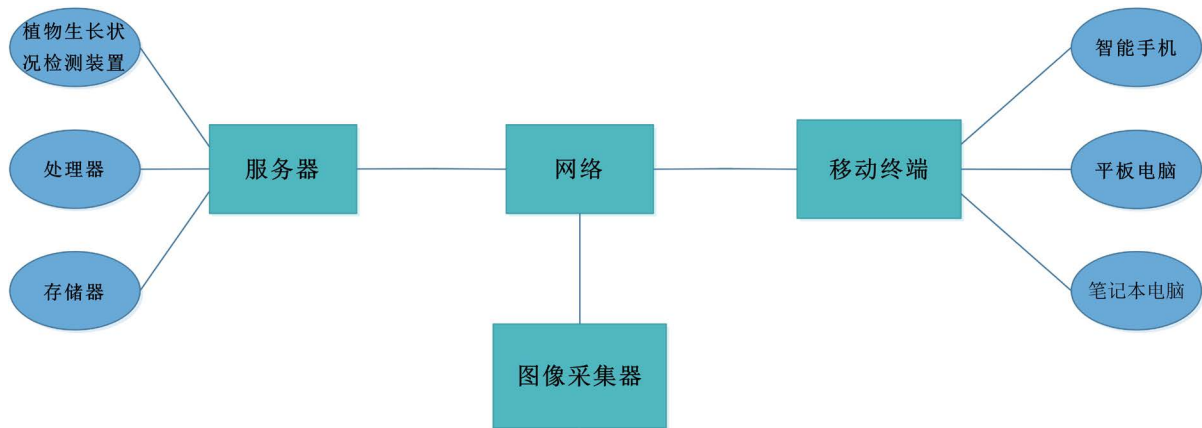 植物生长状
况检测装置
智能手机
服务器
网络
移动终端
处理器
平板电脑
存储器
笔记本电脑
图像采集器